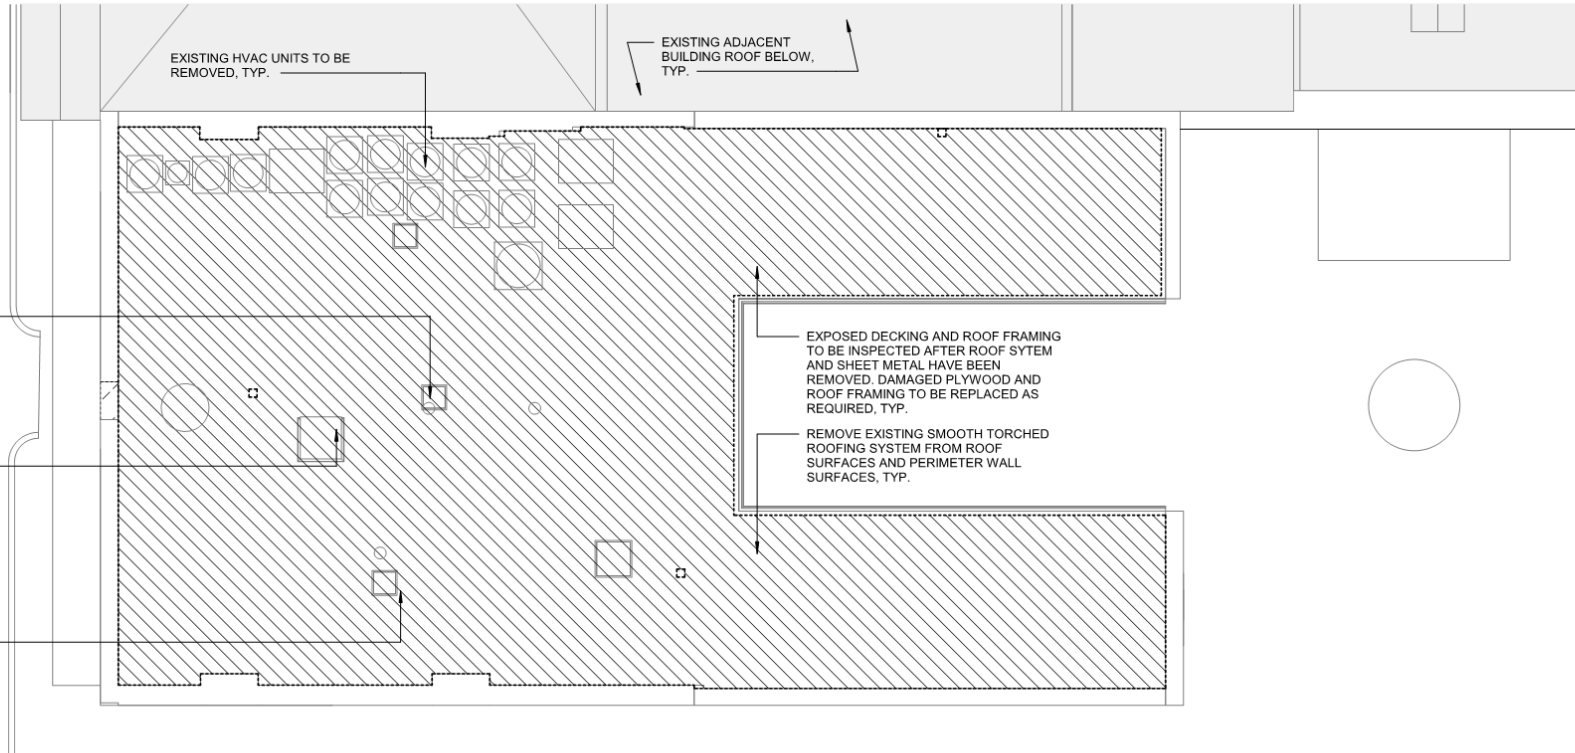 EXISTING HVAC UNITS TO BE
REMOVED, TYP.
EXISTING ADJACENT
BUILDING ROOF BELOW,
TYP.
EXPOSED DECKING AND ROOF FRAMING
TO BE INSPECTED AFTER ROOF SYTEM
AND SHEET METAL HAVE BEEN
REMOVED. DAMAGED PLYWOOD AND
ROOF FRAMING TO BE REPLACED AS
REQUIRED, TYP.
REMOVE EXISTING SMOOTH TORCHED
ROOFING SYSTEM FROM ROOF
SURFACES AND PERIMETER WALL
SURFACES, TYP.